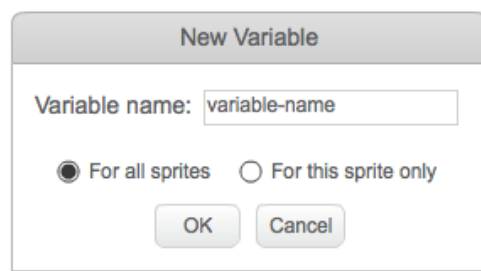 New Variable
Variable name: variable-name
For all sprites For this sprite only
OK Cancel